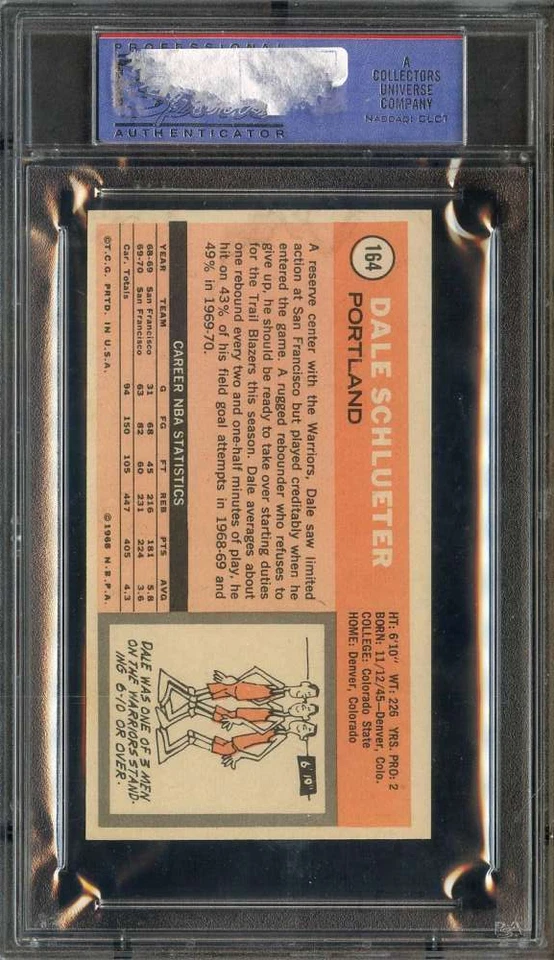 PROFESSIONAL
Sports
AUTHENTICATOR
A
COLLECTORS
UNIVERSE
COMPANY
NASDAQ: CLCT
164
DALE SCHLUETER
PORTLAND
HT: 6'10" WT: 226 YRS. PRO: 2
BORN: 11/12/45—Denver, Colo.
COLLEGE: Colorado State
HOME: Denver, Colorado
A reserve center with the Warriors, Dale saw limited
action at San Francisco but played creditably when he
entered the game. A rugged rebounder who refuses to
give up, he should be ready to take over starting duties
for the Trail Blazers this season. Dale averages about
one rebound every two and one-half minutes of play, he
hit on 43% of his field goal attempts in 1968-69 and
49% in 1969-70.
CAREER NBA STATISTICS
YEAR TEAM G FG FT REB PTS AVG
68-69 San Francisco 31 68 45 216 181 5.8
69-70 San Francisco 63 82 60 231 224 3.6
Car. Totals 94 150 105 447 405 4.3
©T.C.G. PRTD. IN U.S.A. ©1968 N.B.P.A.
6'10"
DALE WAS ONE OF 3 MEN
ON THE WARRIORS STAND-
ING 6'10 OR OVER.
PSA